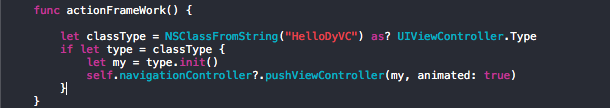 func actionFrameWork() {
let classType = NSClassFromString("HelloDyVC") as? UIViewController.Type
if let type = classType {
let my = type.init()
self.navigationController?.pushViewController(my, animated: true)
}
}